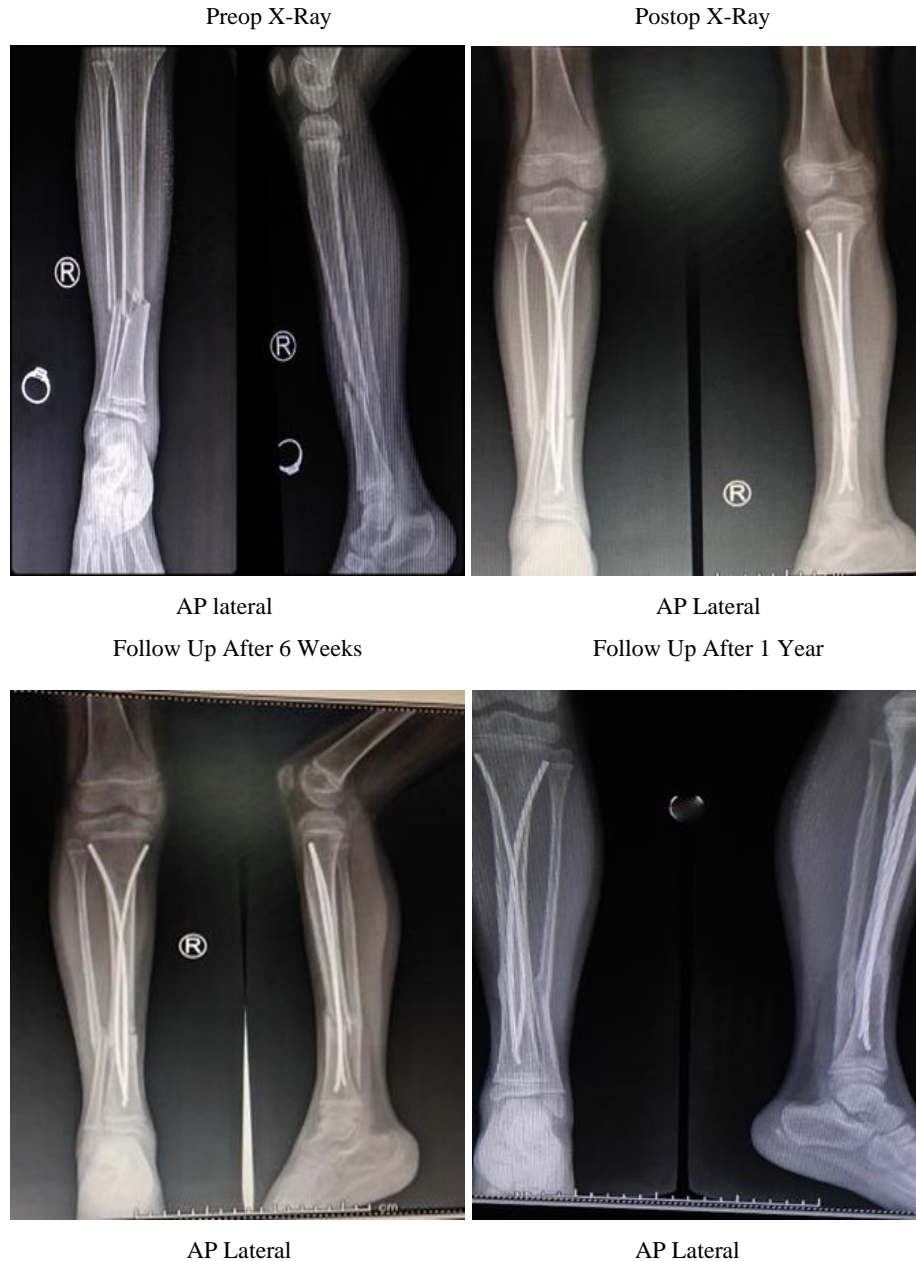 Preop X-Ray
Postop X-Ray
R
R
R
AP lateral
AP Lateral
Follow Up After 6 Weeks
Follow Up After 1 Year
R
cm
AP Lateral
AP Lateral